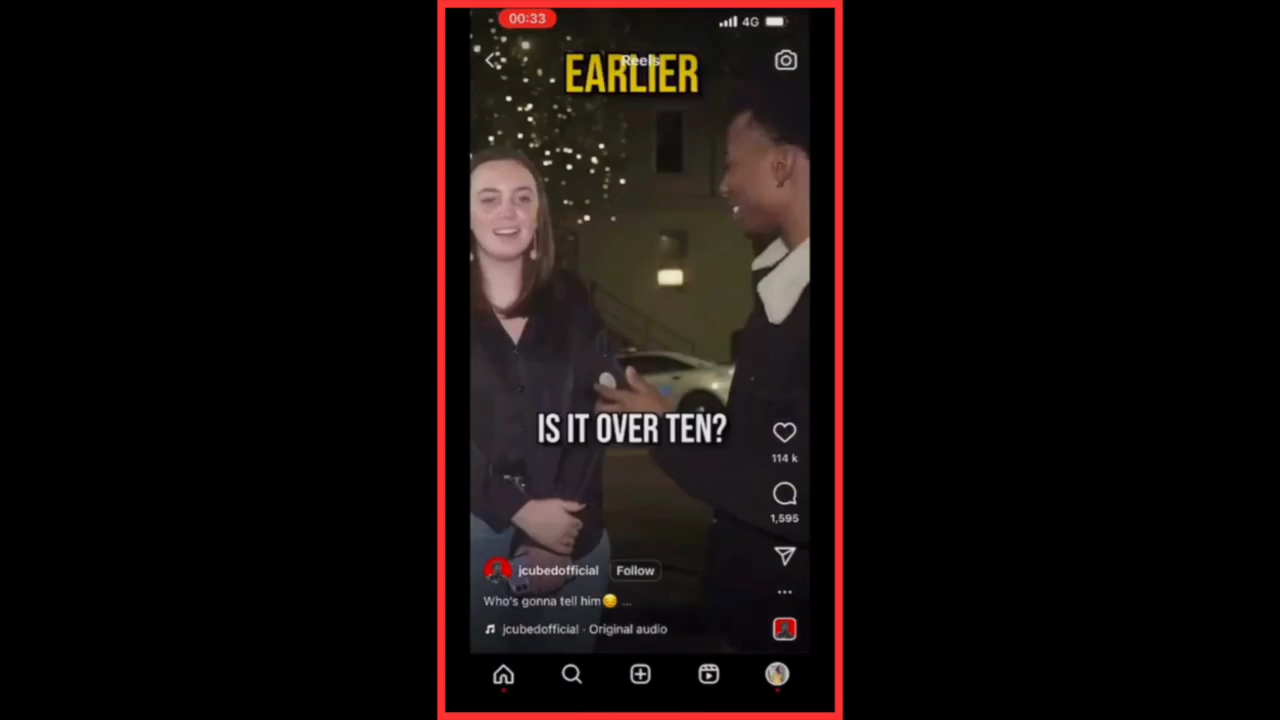 00:33
4G
Reels
EARLIER
IS IT OVER TEN?
114 k
1,595
jcubedofficial Follow
Who's gonna tell him😔 ...
jcubedofficial · Original audio